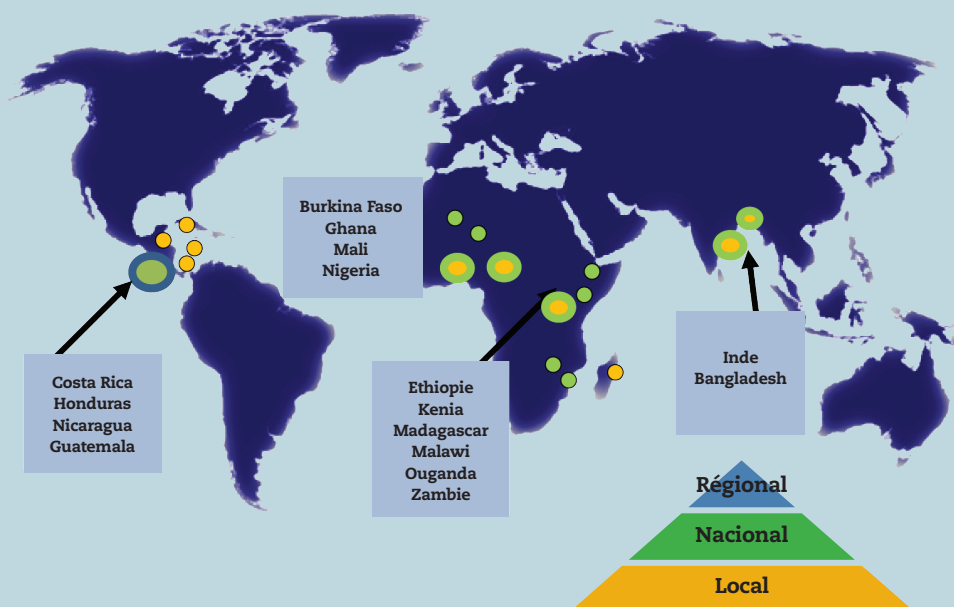 Burkina Faso
Ghana
Mali
Nigeria
Costa Rica
Honduras
Nicaragua
Guatemala
Ethiopie
Kenia
Madagascar
Malawi
Ouganda
Zambie
Inde
Bangladesh
Régional
Nacional
Local